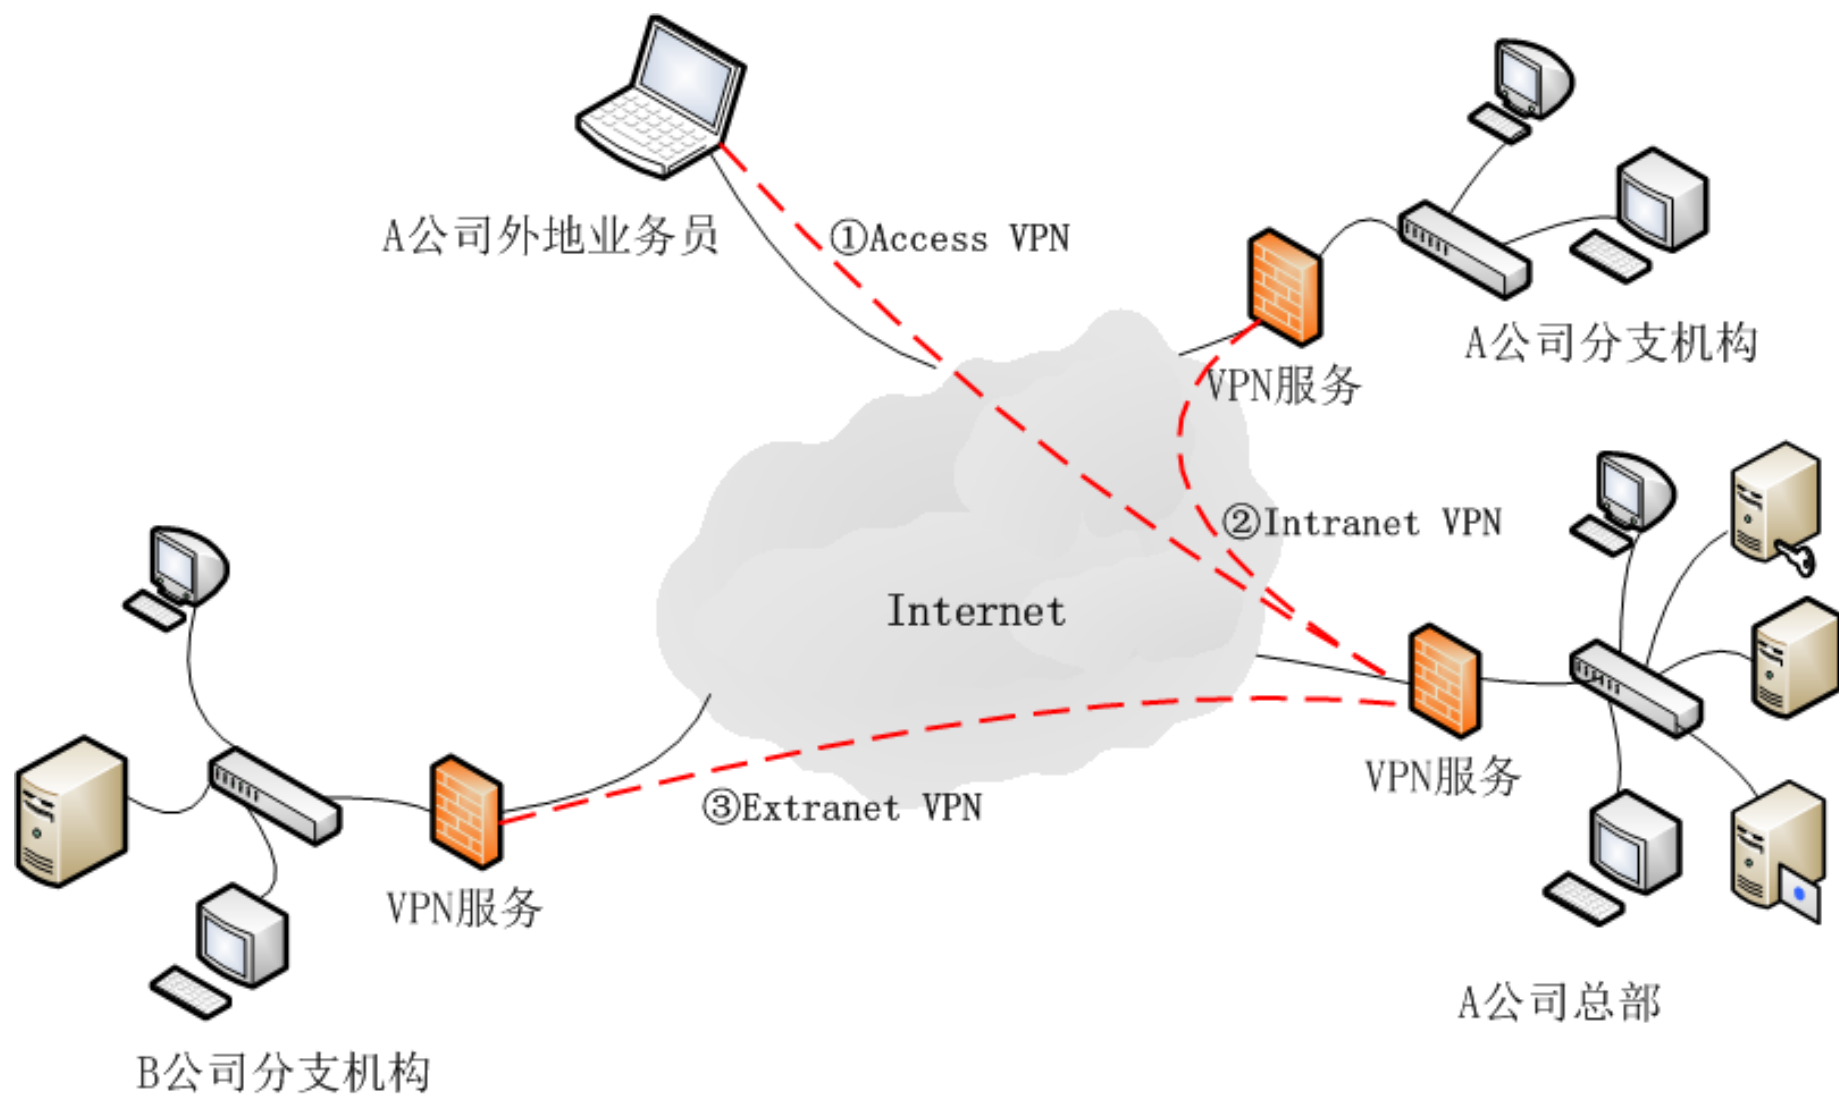 A公司外地业务员
①Access VPN
A公司分支机构
VPN服务
②Intranet VPN
Internet
VPN服务
③Extranet VPN
VPN服务
A公司总部
B公司分支机构